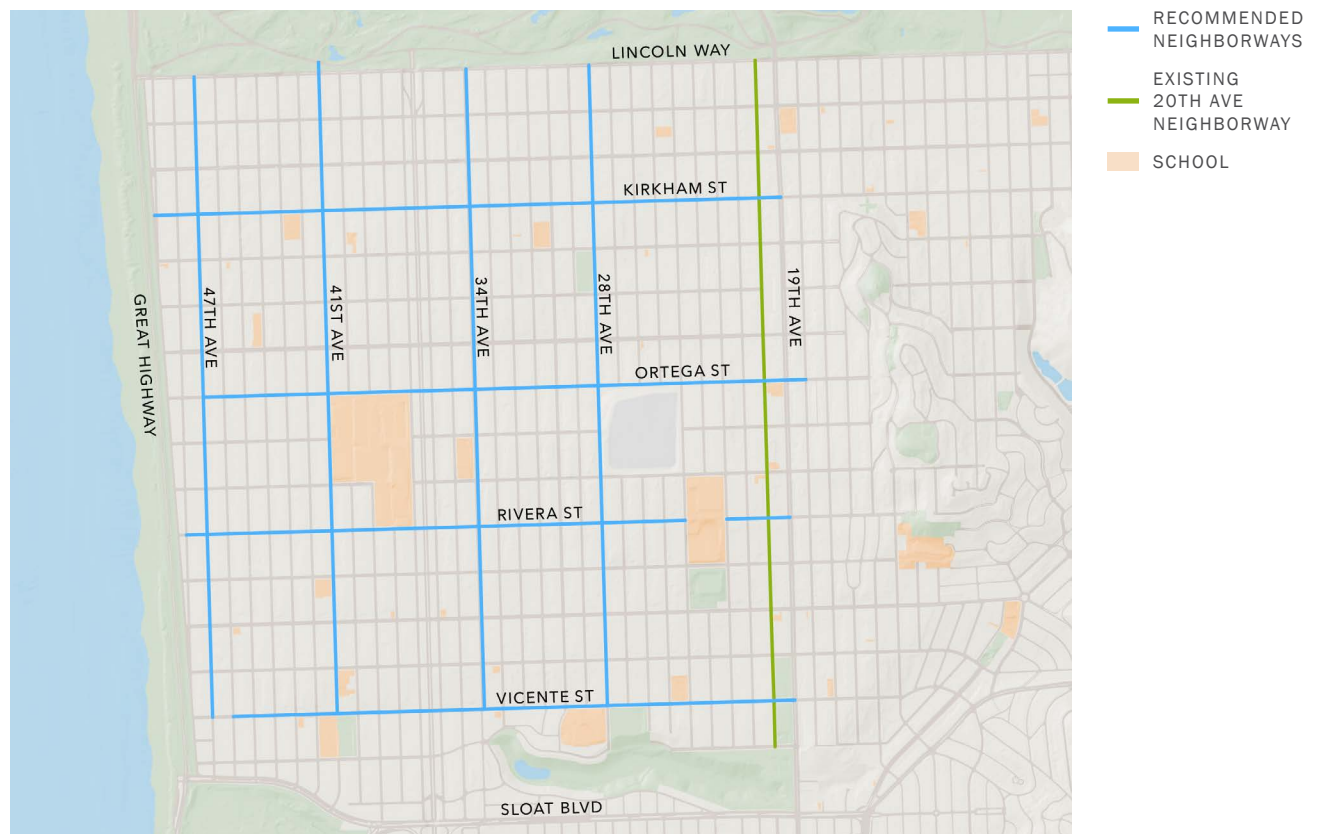 LINCOLN WAY
KIRKHAM ST
47TH AVE
41ST AVE
34TH AVE
28TH AVE
19TH AVE
GREAT HIGHWAY
ORTEGA ST
RIVERA ST
VICENTE ST
SLOAT BLVD
RECOMMENDED
NEIGHBORWAYS
EXISTING
20TH AVE
NEIGHBORWAY
SCHOOL